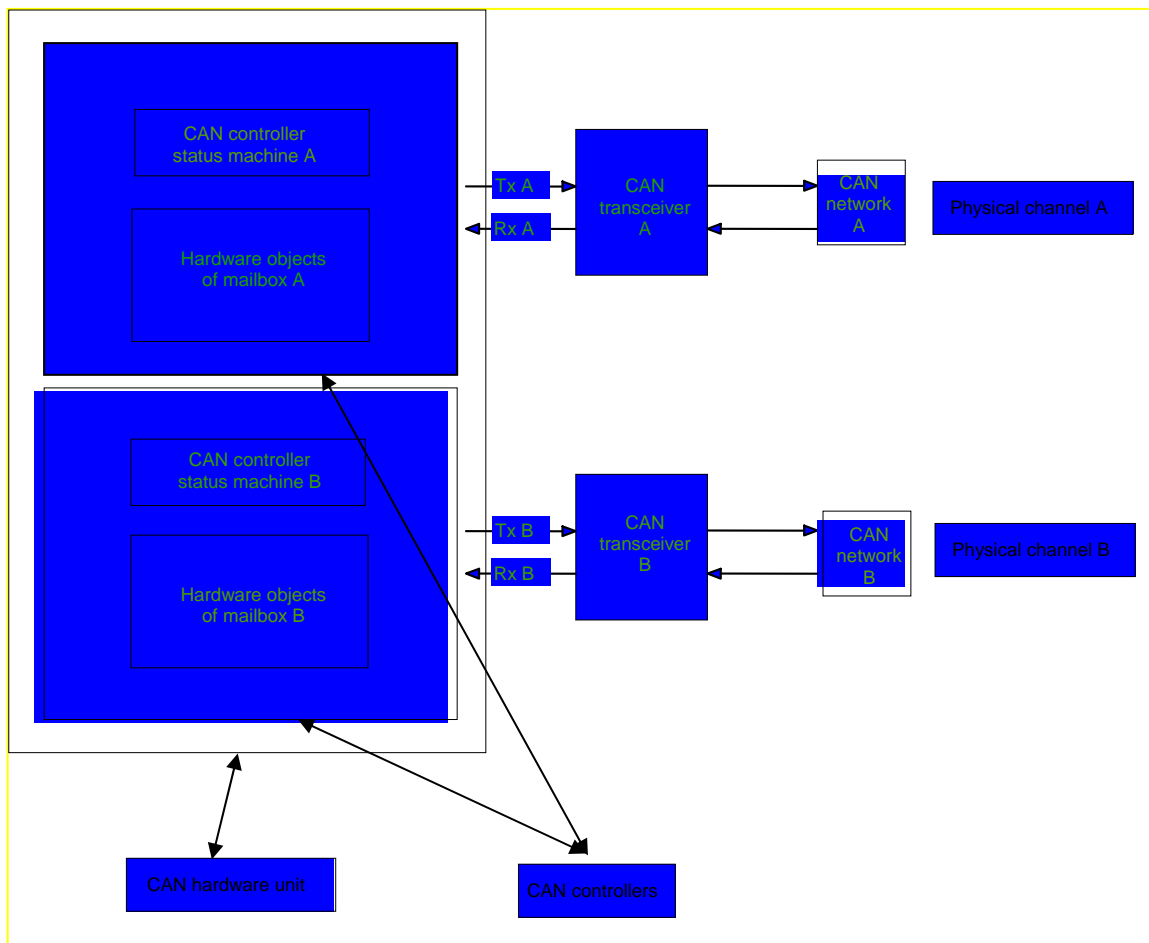 CAN controller
status machine A
Hardware objects
of mailbox A
Tx A
Rx A
CAN
transceiver
A
CAN
network
A
Physical channel A
CAN controller
status machine B
Hardware objects
of mailbox B
Tx B
Rx B
CAN
transceiver
B
CAN
network
B
Physical channel B
CAN hardware unit
CAN controllers